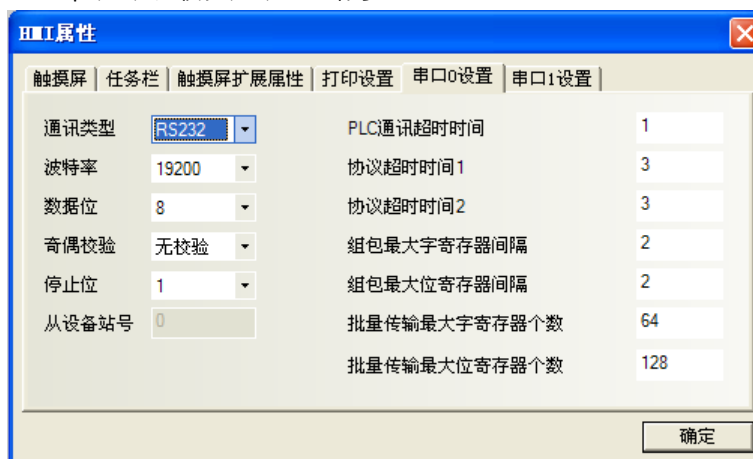 HMI属性
触摸屏 任务栏 触摸屏扩展属性 打印设置 串口0设置 串口1设置
通讯类型 RS232 PLC通讯超时时间 1
波特率 19200 协议超时时间1 3
数据位 8 协议超时时间2 3
奇偶校验 无校验 组包最大字寄存器间隔 2
停止位 1 组包最大位寄存器间隔 2
从设备站号 0 批量传输最大字寄存器个数 64
批量传输最大位寄存器个数 128
确定